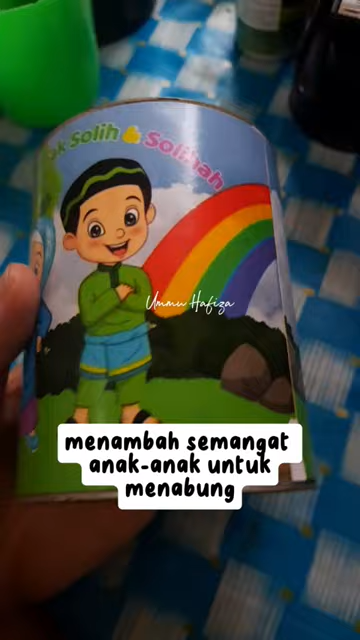 Solih & Solihah
Ummu Hafiza
menambah semangat
anak-anak untuk
menabung